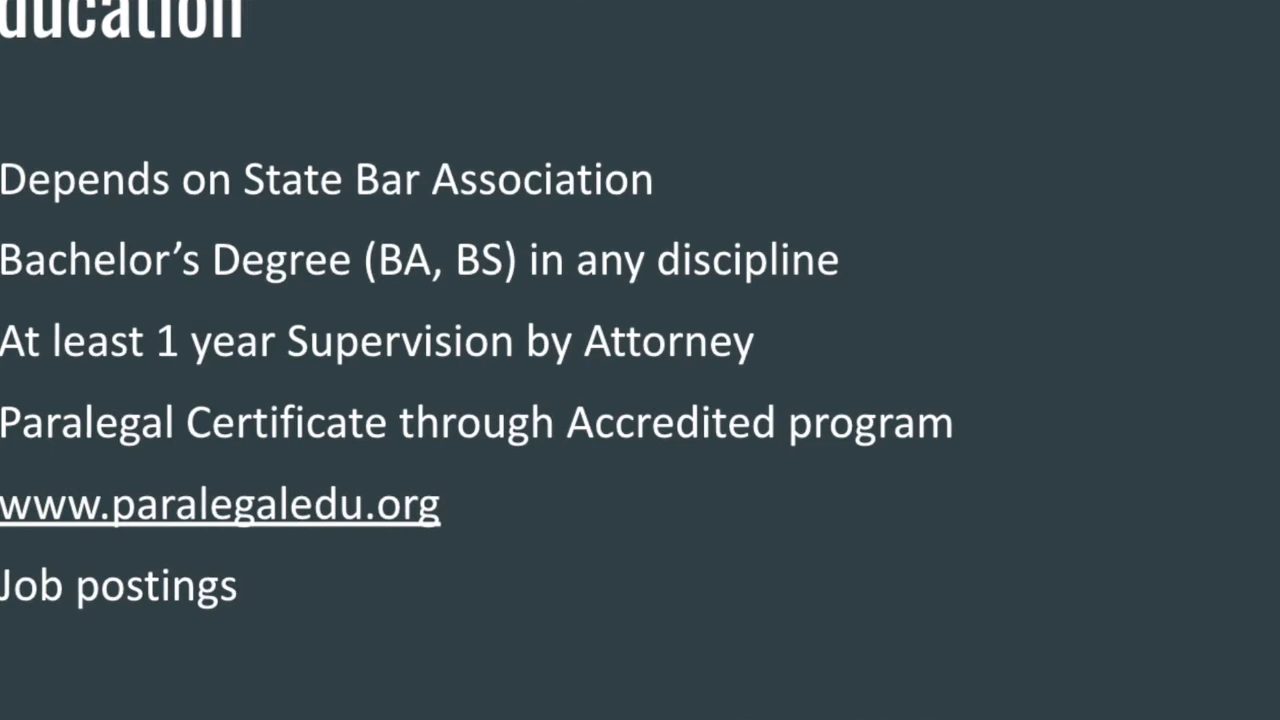 ducation
Depends on State Bar Association
Bachelor’s Degree (BA, BS) in any discipline
At least 1 year Supervision by Attorney
Paralegal Certificate through Accredited program
www.paralegaledu.org
Job postings